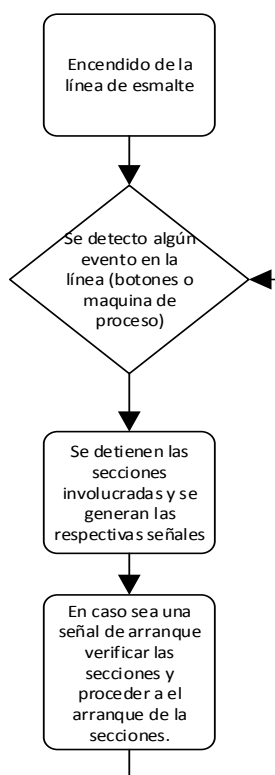 Encendido de la
línea de esmalte
Se detecto algún
evento en la
línea (botones o
maquina de
proceso)
Se detienen las
secciones
involucradas y se
generan las
respectivas señales
En caso sea una
señal de arranque
verificar las
secciones y
proceder a el
arranque de la
secciones.